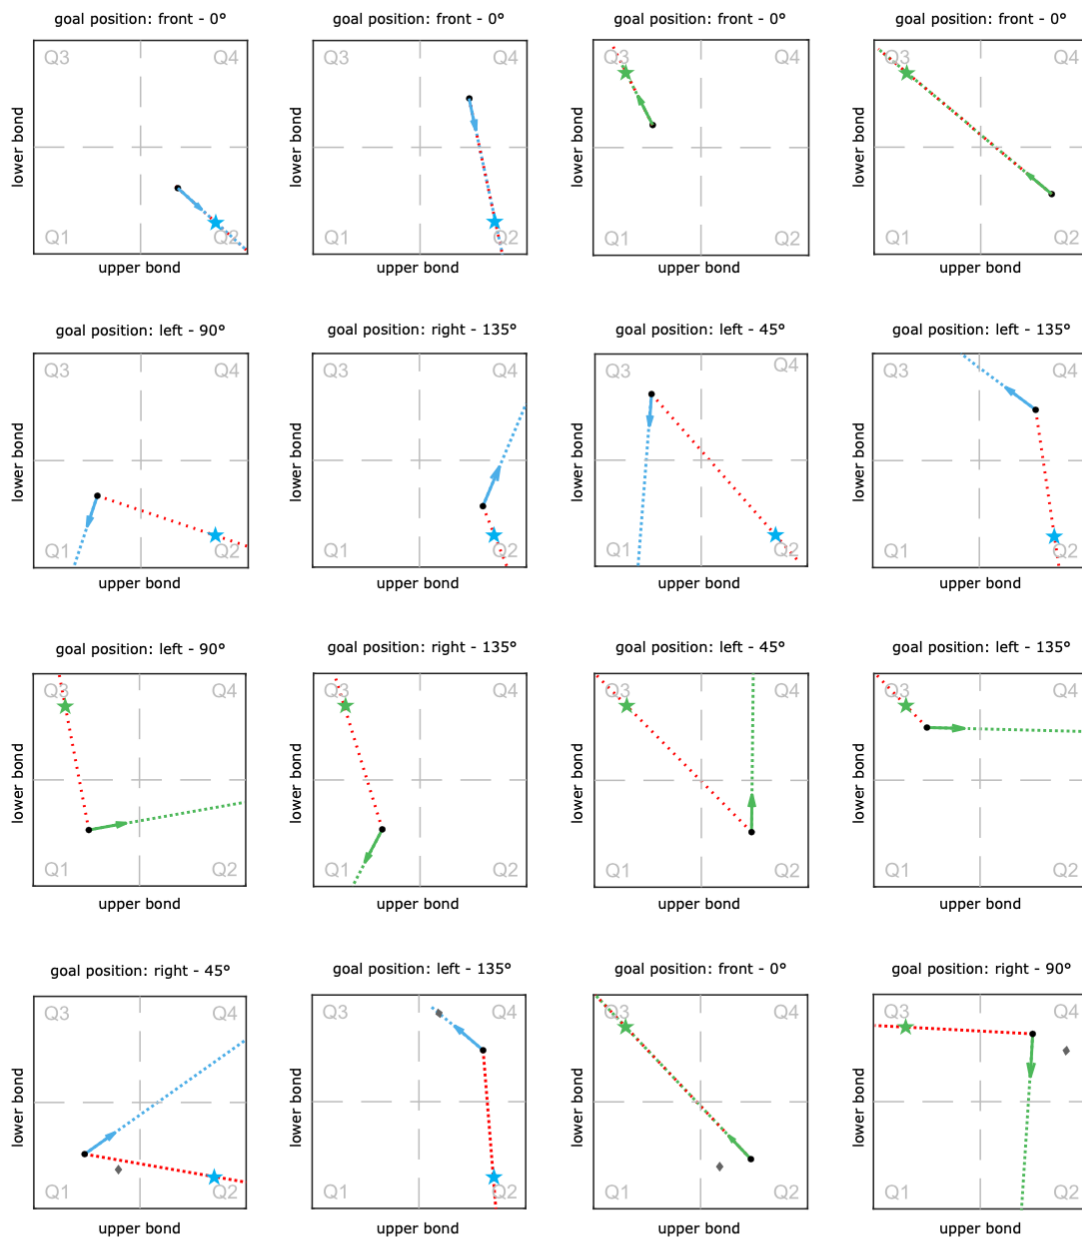 goal position: front - 0°
goal position: front - 0°
goal position: front - 0°
goal position: front - 0°
Q3 Q4
Q3 Q4
Q3 Q4
Q3 Q4
lower bond
lower bond
lower bond
lower bond
Q1 Q2
Q1 Q2
Q1 Q2
Q1 Q2
upper bond
upper bond
upper bond
upper bond
goal position: left - 90°
goal position: right - 135°
goal position: left - 45°
goal position: left - 135°
Q3 Q4
Q3 Q4
Q3 Q4
Q3 Q4
lower bond
lower bond
lower bond
lower bond
Q1 Q2
Q1 Q2
Q1 Q2
Q1 Q2
upper bond
upper bond
upper bond
upper bond
goal position: left - 90°
goal position: right - 135°
goal position: left - 45°
goal position: left - 135°
Q3 Q4
Q3 Q4
Q3 Q4
Q3 Q4
lower bond
lower bond
lower bond
lower bond
Q1 Q2
Q1 Q2
Q1 Q2
Q1 Q2
upper bond
upper bond
upper bond
upper bond
goal position: right - 45°
goal position: left - 135°
goal position: front - 0°
goal position: right - 90°
Q3 Q4
Q3 Q4
Q3 Q4
Q3 Q4
lower bond
lower bond
lower bond
lower bond
Q1 Q2
Q1 Q2
Q1 Q2
Q1 Q2
upper bond
upper bond
upper bond
upper bond